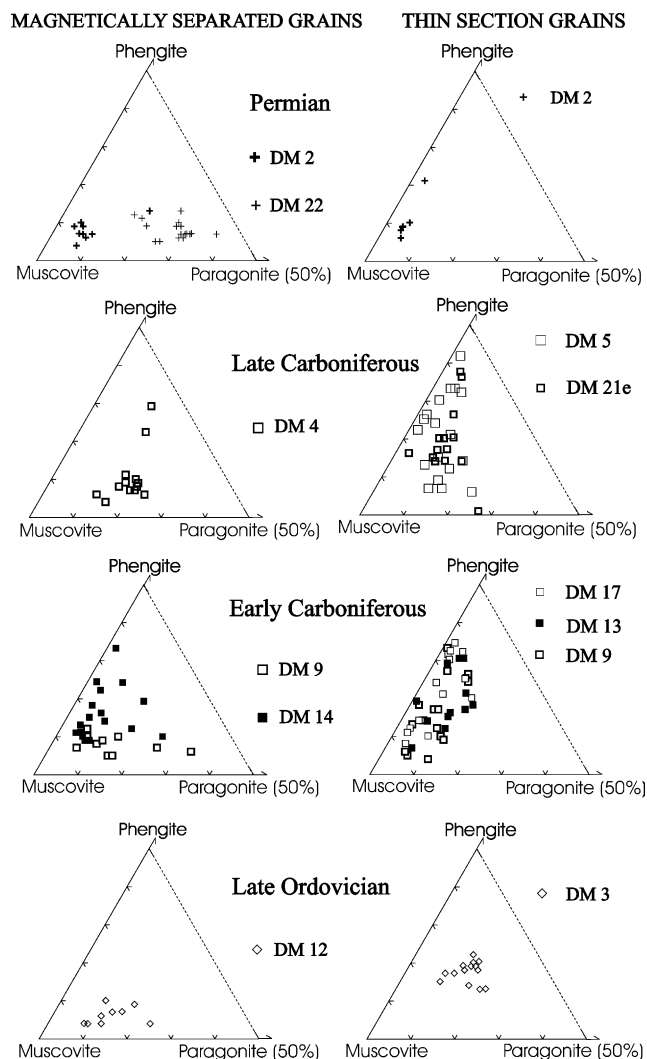 MAGNETICALLY SEPARATED GRAINS
THIN SECTION GRAINS
Phengite
Permian
DM 2
DM 22
Muscovite
Paragonite (50%)
Phengite
DM 2
Muscovite
Paragonite (50%)
Phengite
Late Carboniferous
DM 4
Muscovite
Paragonite (50%)
Phengite
DM 5
DM 21e
Muscovite
Paragonite (50%)
Phengite
Early Carboniferous
DM 9
DM 14
Muscovite
Paragonite (50%)
Phengite
DM 17
DM 13
DM 9
Muscovite
Paragonite (50%)
Phengite
Late Ordovician
DM 12
Muscovite
Paragonite (50%)
Phengite
DM 3
Muscovite
Paragonite (50%)